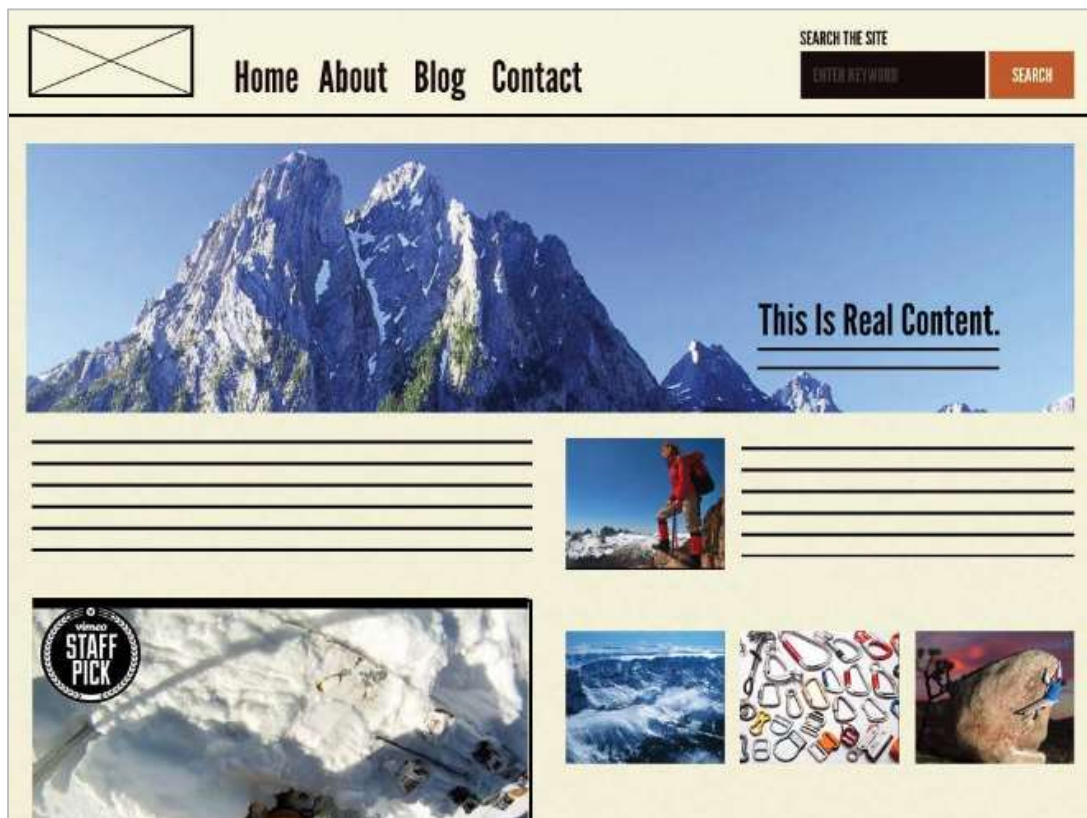 SEARCH THE SITE
Home About Blog Contact
ENTER KEYWORD
SEARCH
This Is Real Content.
vimeo
STAFF
PICK